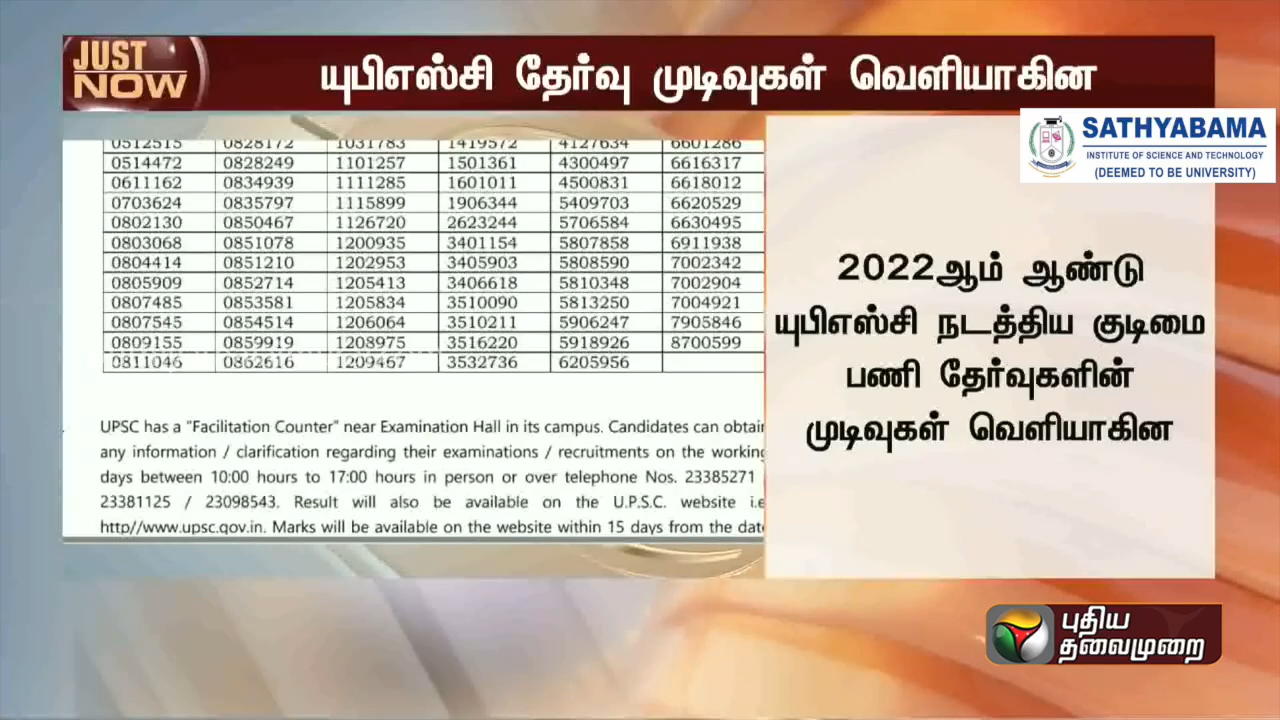 JUST
NOW
யுபிஎஸ்சி தேர்வு முடிவுகள் வெளியாகின
SATHYABAMA
INSTITUTE OF SCIENCE AND TECHNOLOGY
(DEEMED TO BE UNIVERSITY)
0512515 0828172 1031783 1419572 4127634 6601286
0514472 0828249 1101257 1501361 4300497 6616317
0611162 0834939 1111285 1601011 4500831 6618012
0703624 0835797 1115899 1906344 5409703 6620529
0802130 0850467 1126720 2623244 5706584 6630495
0803068 0851078 1200935 3401154 5807858 6911938
0804414 0851210 1202953 3405903 5808590 7002342
0805909 0852714 1205413 3406618 5810348 7002904
0807485 0853581 1205834 3510090 5813250 7004921
0807545 0854514 1206064 3510211 5906247 7905846
0809155 0859919 1208975 3516220 5918926 8700599
0811046 0862616 1209467 3532736 6205956
UPSC has a "Facilitation Counter" near Examination Hall in its campus. Candidates can obtain
any information / clarification regarding their examinations / recruitments on the working
days between 10:00 hours to 17:00 hours in person or over telephone Nos. 23385271
23381125 / 23098543. Result will also be available on the U.P.S.C. website i.e
http//www.upsc.gov.in. Marks will be available on the website within 15 days from the date
2022ஆம் ஆண்டு
யுபிஎஸ்சி நடத்திய குடிமை
பணி தேர்வுகளின்
முடிவுகள் வெளியாகின
புதிய
தலைமுறை